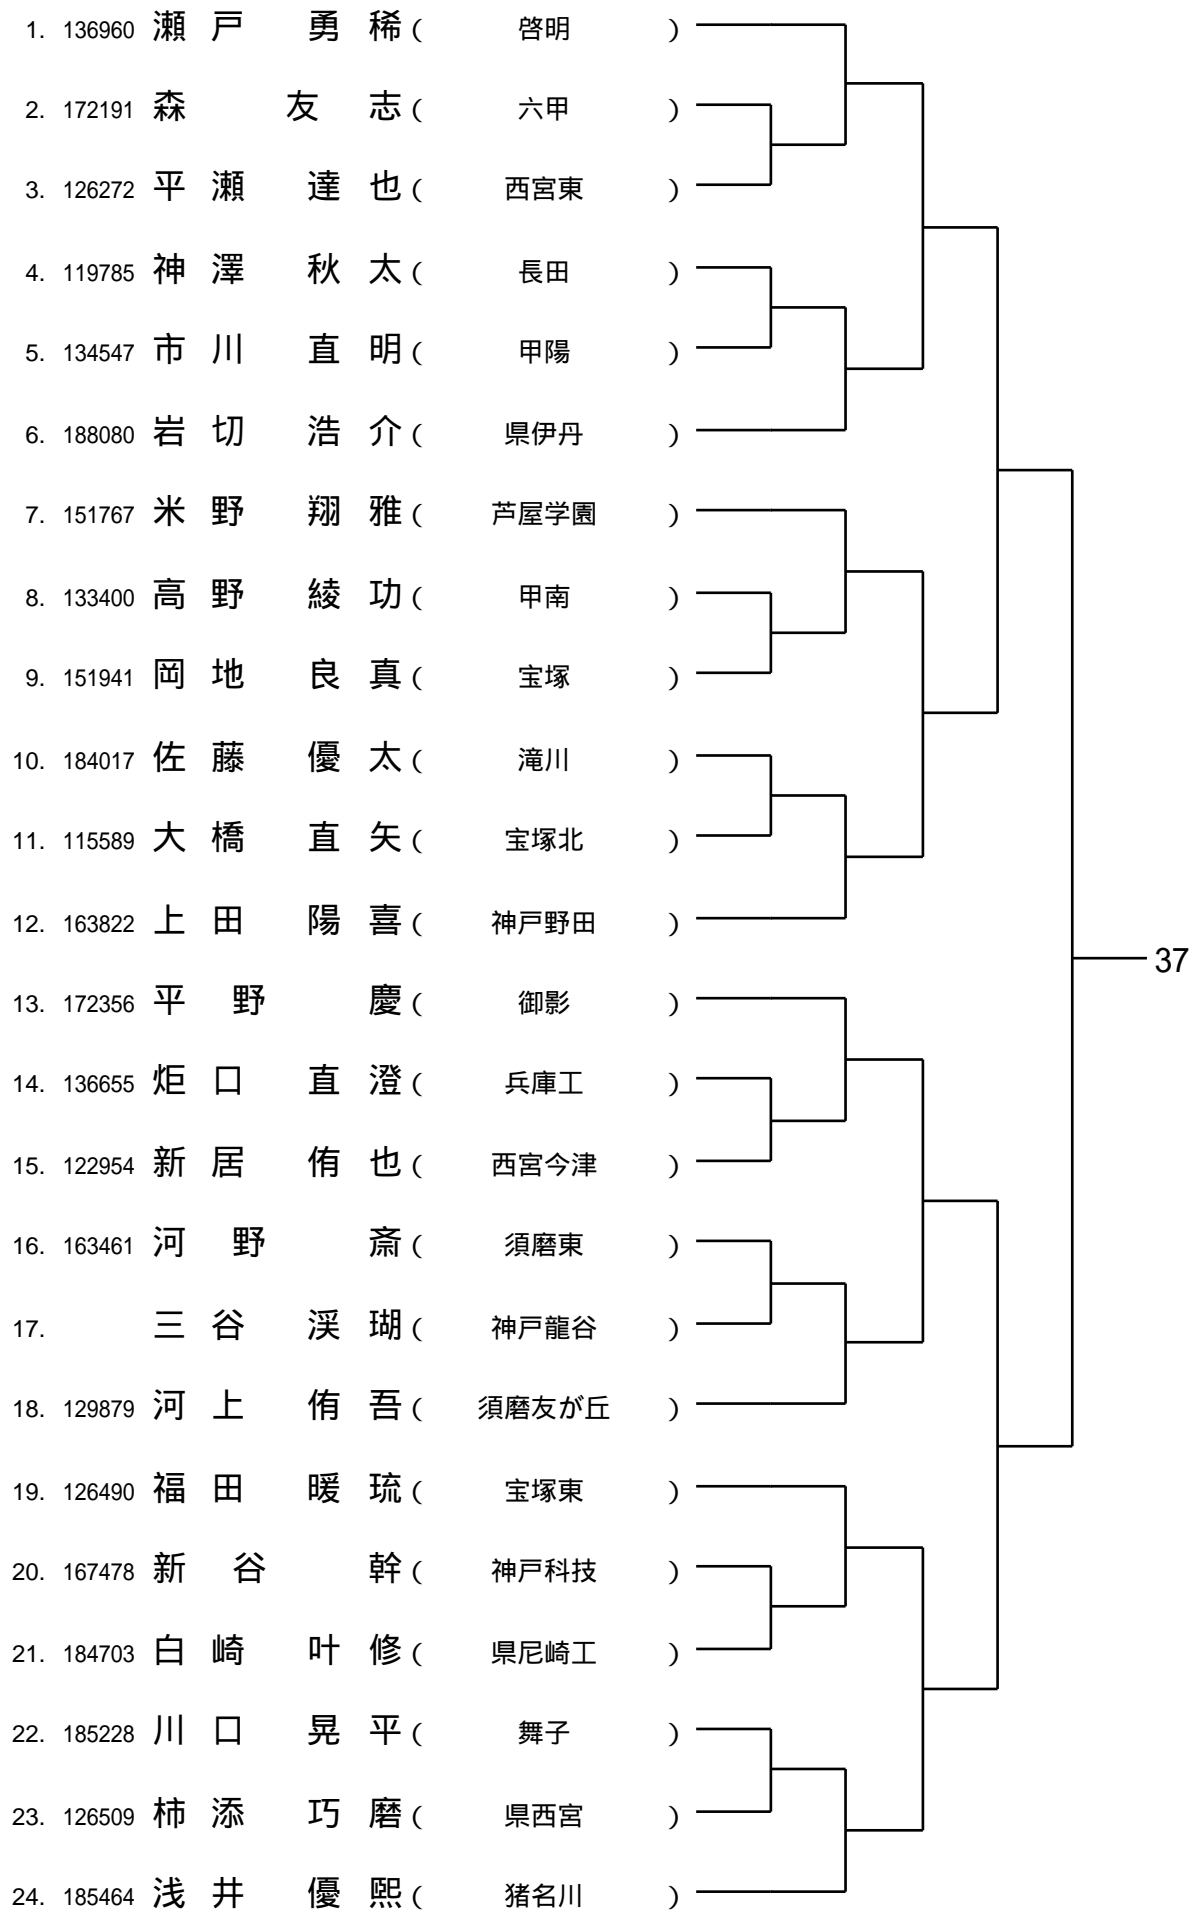 1. 136960 瀬戸 勇稀 ( 啓明 )
2. 172191 森 友志 ( 六甲 )
3. 126272 平瀬 達也 ( 西宮東 )
4. 119785 神澤 秋太 ( 長田 )
5. 134547 市川 直明 ( 甲陽 )
6. 188080 岩切 浩介 ( 県伊丹 )
7. 151767 米野 翔雅 ( 芦屋学園 )
8. 133400 高野 綾功 ( 甲南 )
9. 151941 岡地 良真 ( 宝塚 )
10. 184017 佐藤 優太 ( 滝川 )
11. 115589 大橋 直矢 ( 宝塚北 )
12. 163822 上田 陽喜 ( 神戸野田 )
37
13. 172356 平野 慶 ( 御影 )
14. 136655 炬口 直澄 ( 兵庫工 )
15. 122954 新居 侑也 ( 西宮今津 )
16. 163461 河野 斎 ( 須磨東 )
17. 三谷 渓瑚 ( 神戸龍谷 )
18. 129879 河上 侑吾 ( 須磨友が丘 )
19. 126490 福田 暖琉 ( 宝塚東 )
20. 167478 新谷 幹 ( 神戸科技 )
21. 184703 白崎 叶修 ( 県尼崎工 )
22. 185228 川口 晃平 ( 舞子 )
23. 126509 柿添 巧磨 ( 県西宮 )
24. 185464 浅井 優煕 ( 猪名川 )